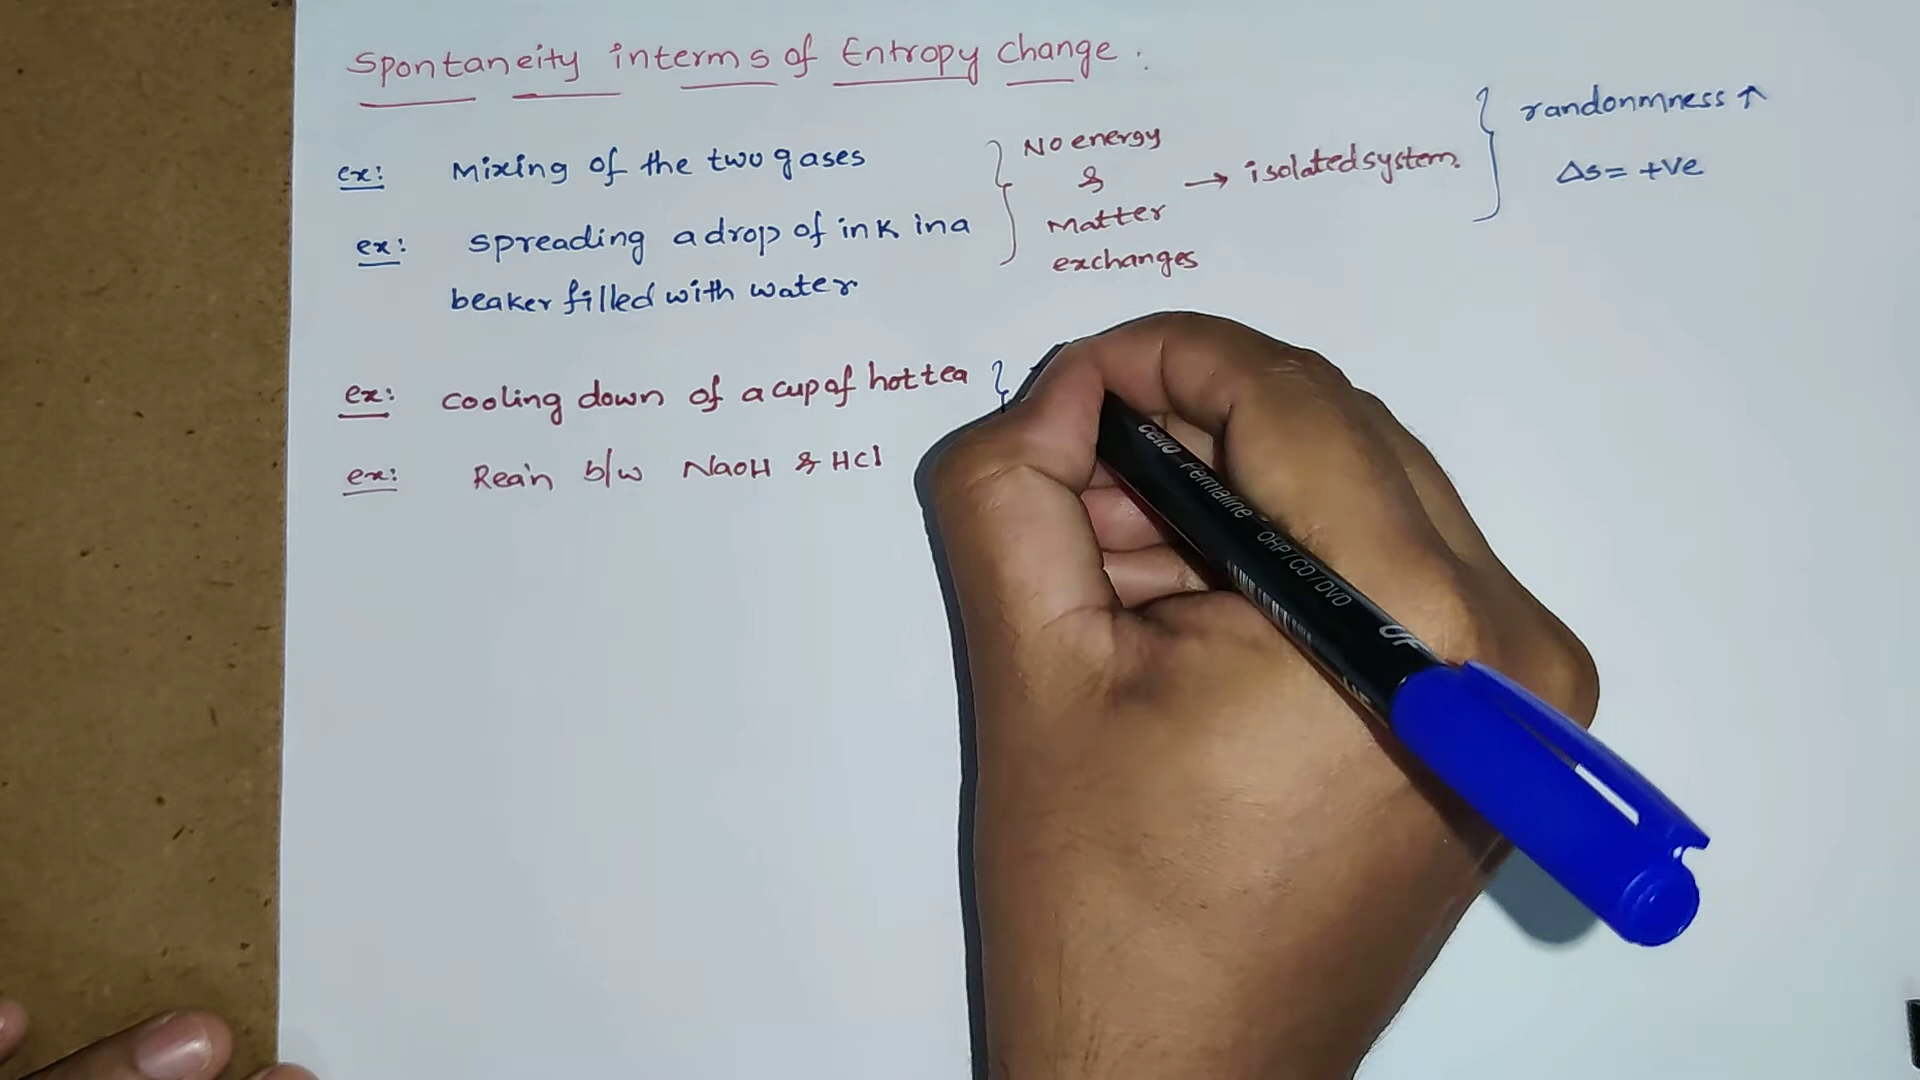 Spontaneity interms of Entropy change.
ex: Mixing of the two gases
ex: spreading a drop of ink in a
beaker filled with water
No energy
&
Matter
exchanges
→ isolated system.
randonmness ↑
Δs = +ve
ex: cooling down of a cup of hot tea
ex: Rea'n b/w NaoH & HCl
cello Permaline OHP/CD/DVD